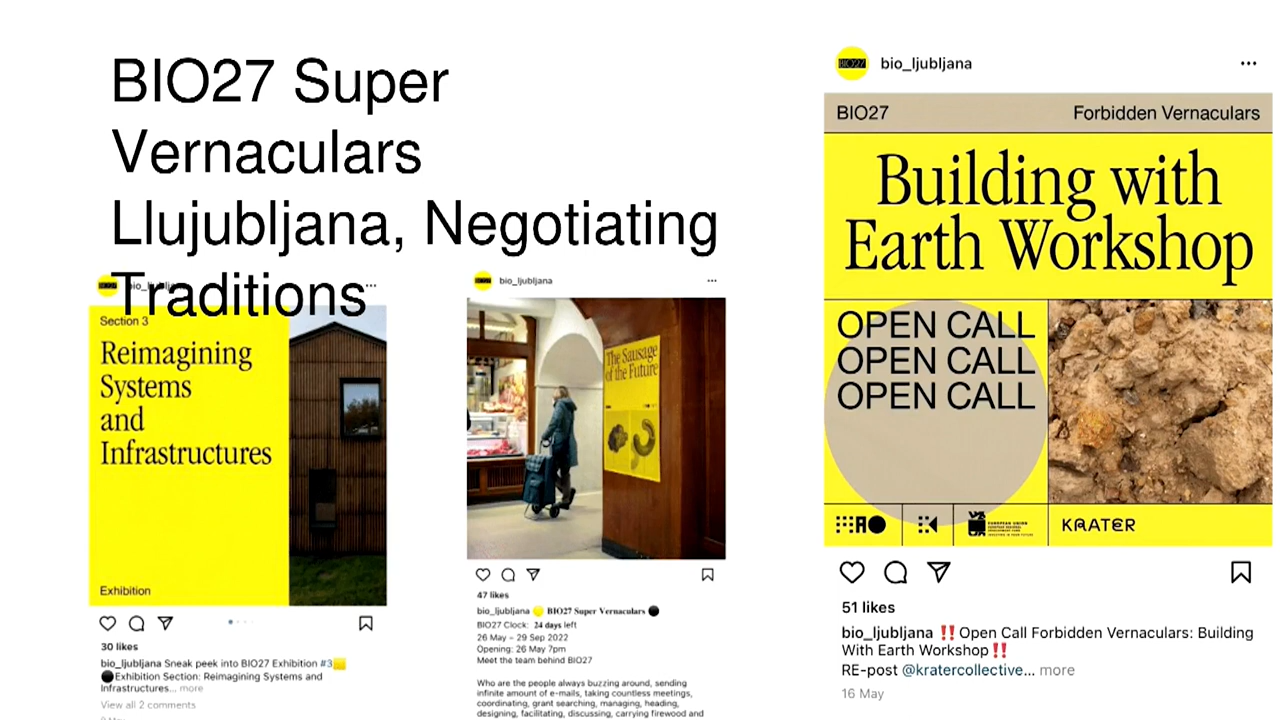 BIO27 Super
Vernaculars
Llujubljana, Negotiating
Traditions
Section 3
Reimagining
Systems
and
Infrastructures
Exhibition
30 likes
bio_ljubljana Sneak peek into BIO27 Exhibition #3
Exhibition Section: Reimagining Systems and
Infrastructures... more
View all 2 comments
bio_ljubljana
The Sausage
of the Future
47 likes
bio_ljubljana BIO27 Super Vernaculars
BIO27 Clock: 24 days left
26 May – 29 Sep 2022
Opening: 26 May 7pm
Meet the team behind BIO27
Who are the people always buzzing around, sending
infinite amount of e-mails, taking countless meetings,
coordinating, grant searching, managing, heading,
designing, facilitating, discussing, carrying firewood and
BIO27
bio_ljubljana
BIO27 Forbidden Vernaculars
Building with
Earth Workshop
OPEN CALL
OPEN CALL
OPEN CALL
KRATER
51 likes
bio_ljubljana ‼️Open Call Forbidden Vernaculars: Building
With Earth Workshop‼️
RE-post @kratercollective... more
16 May